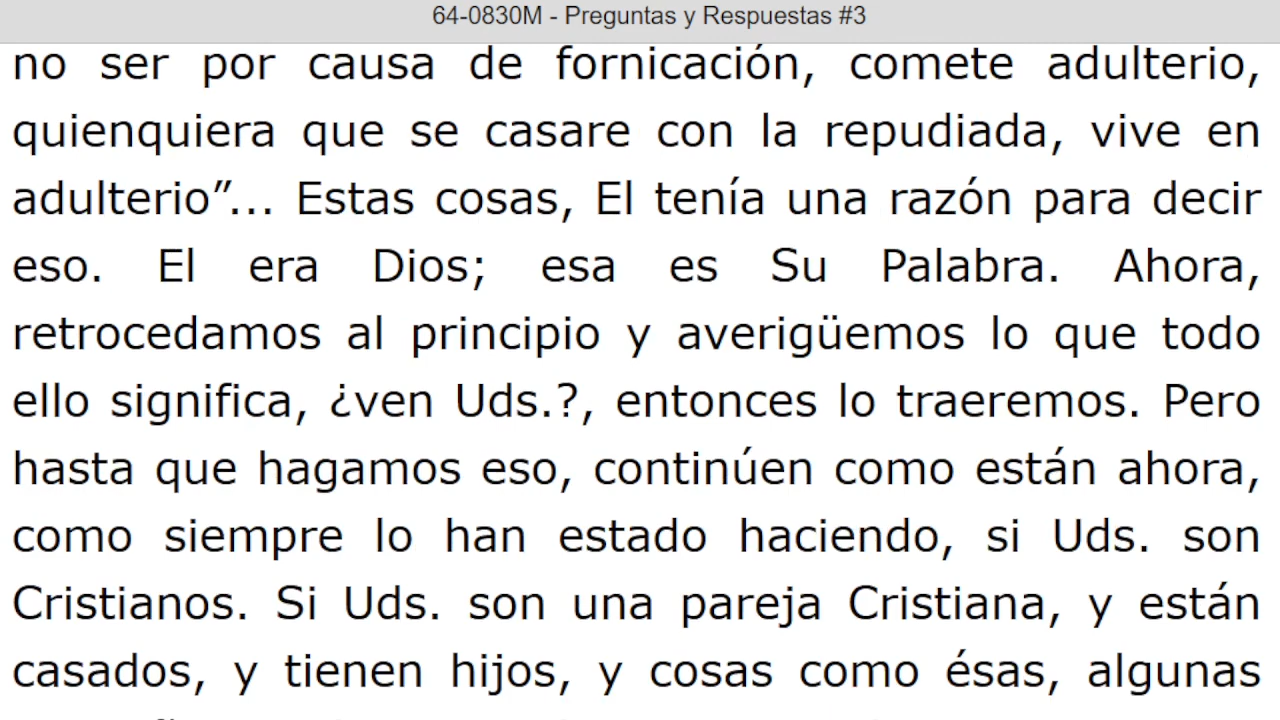 64-0830M - Preguntas y Respuestas #3
no ser por causa de fornicación, comete adulterio,
quienquiera que se casare con la repudiada, vive en
adulterio”... Estas cosas, El tenía una razón para decir
eso. El era Dios; esa es Su Palabra. Ahora,
retrocedamos al principio y averigüemos lo que todo
ello significa, ¿ven Uds.?, entonces lo traeremos. Pero
hasta que hagamos eso, continúen como están ahora,
como siempre lo han estado haciendo, si Uds. son
Cristianos. Si Uds. son una pareja Cristiana, y están
casados, y tienen hijos, y cosas como ésas, algunas